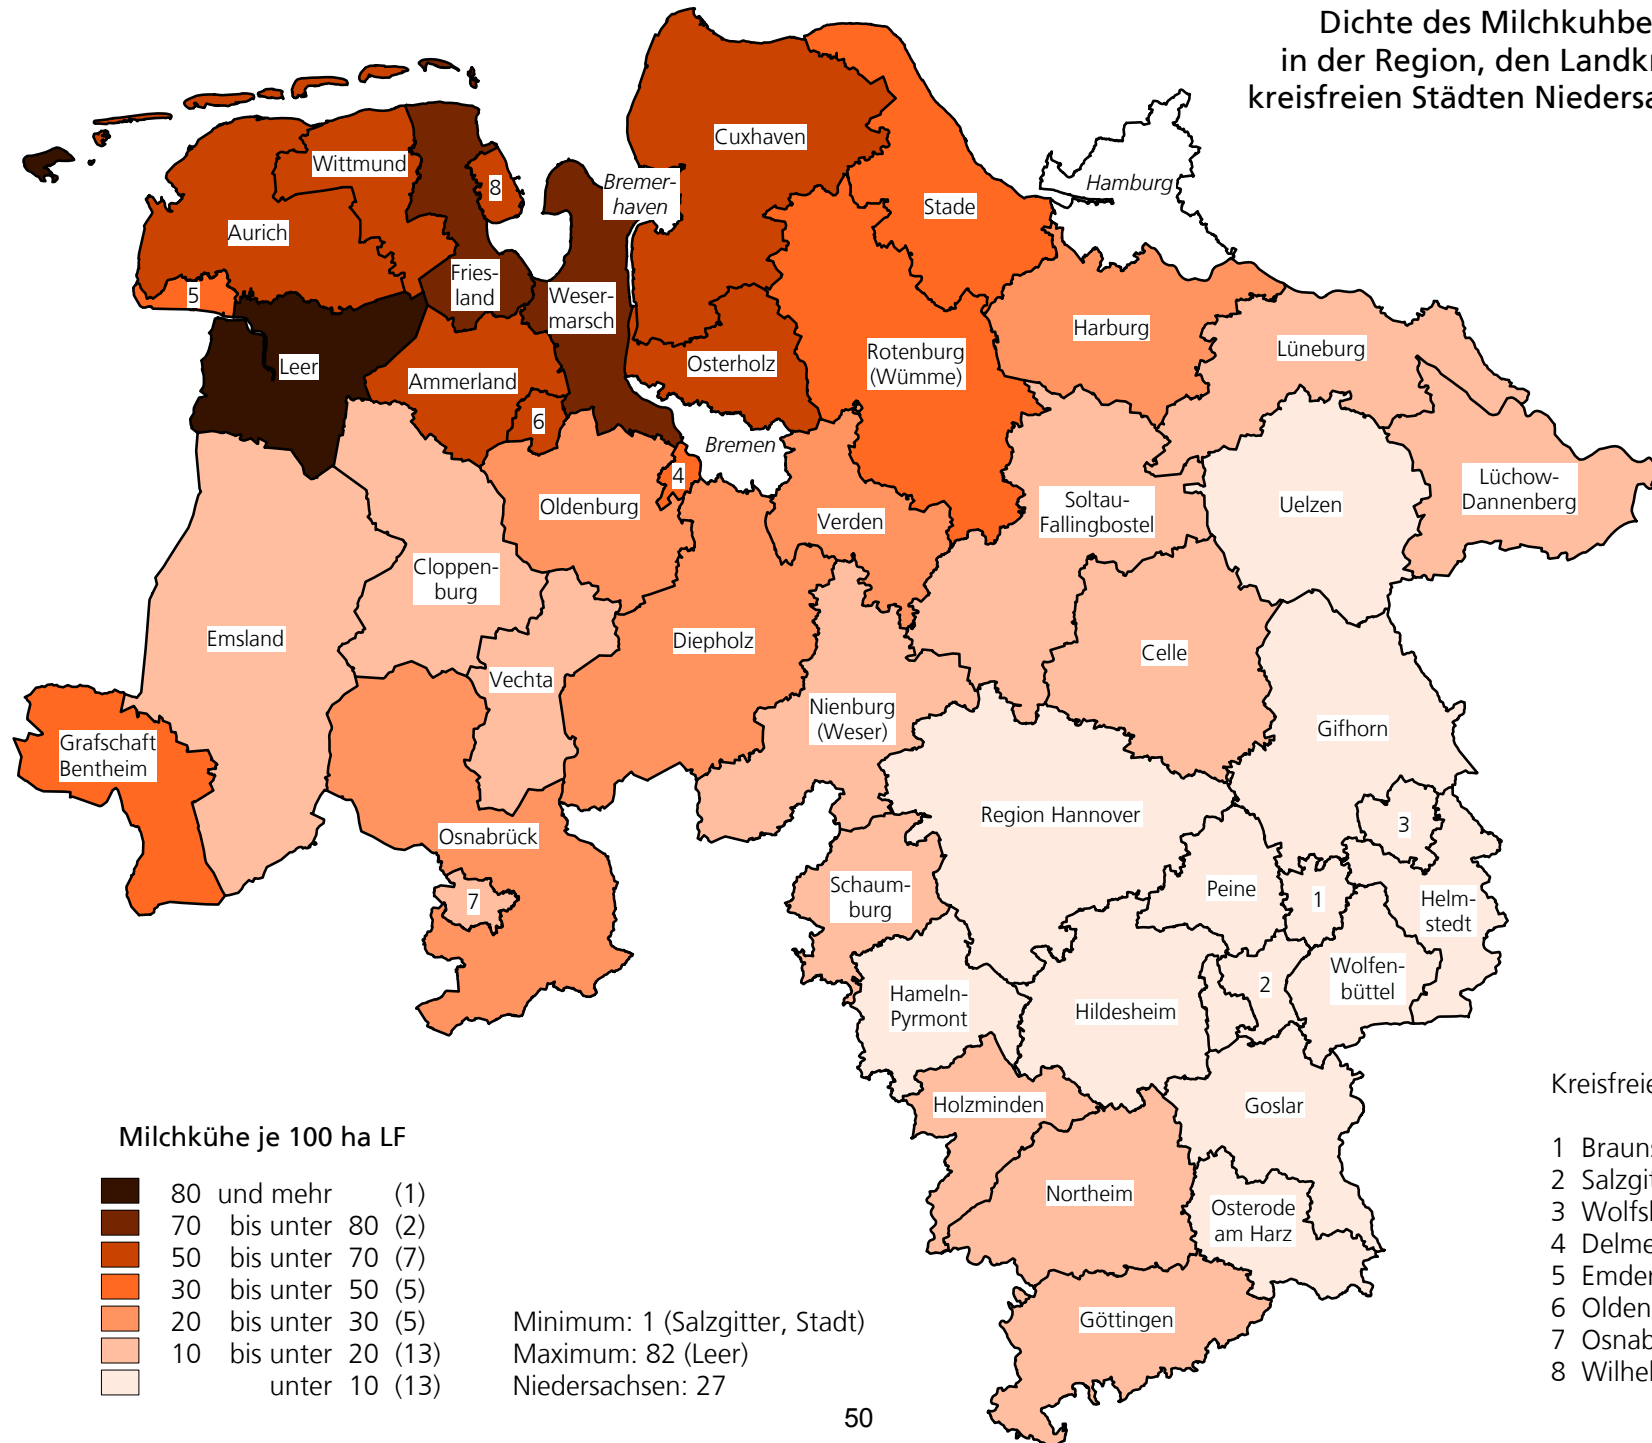 Dichte des Milchkuhbe
in der Region, den Landkr
kreisfreien Städten Niedersa
Cuxhaven
Wittmund
Bremer-
haven
Hamburg
8
Stade
Aurich
Fries-
land
5
Weser-
marsch
Harburg
Lüneburg
Leer
Ammerland
Osterholz
Rotenburg
(Wümme)
6
Bremen
4
Oldenburg
Verden
Soltau-
Fallingbostel
Uelzen
Lüchow-
Dannenberg
Cloppen-
burg
Emsland
Diepholz
Celle
Vechta
Nienburg
(Weser)
Gifhorn
Grafschaft
Bentheim
Region Hannover
3
Osnabrück
Schaum-
burg
Peine
1
Helm-
stedt
7
Wolfen-
büttel
2
Hameln-
Pyrmont
Hildesheim
Holzminden
Goslar
Northeim
Osterode
am Harz
Göttingen
Milchkühe je 100 ha LF
80 und mehr (1)
70 bis unter 80 (2)
50 bis unter 70 (7)
30 bis unter 50 (5)
20 bis unter 30 (5)
10 bis unter 20 (13)
unter 10 (13)
Minimum: 1 (Salzgitter, Stadt)
Maximum: 82 (Leer)
Niedersachsen: 27
Kreisfreie
1 Brauns
2 Salzgit
3 Wolfsb
4 Delme
5 Emden
6 Olden
7 Osnab
8 Wilhel
50